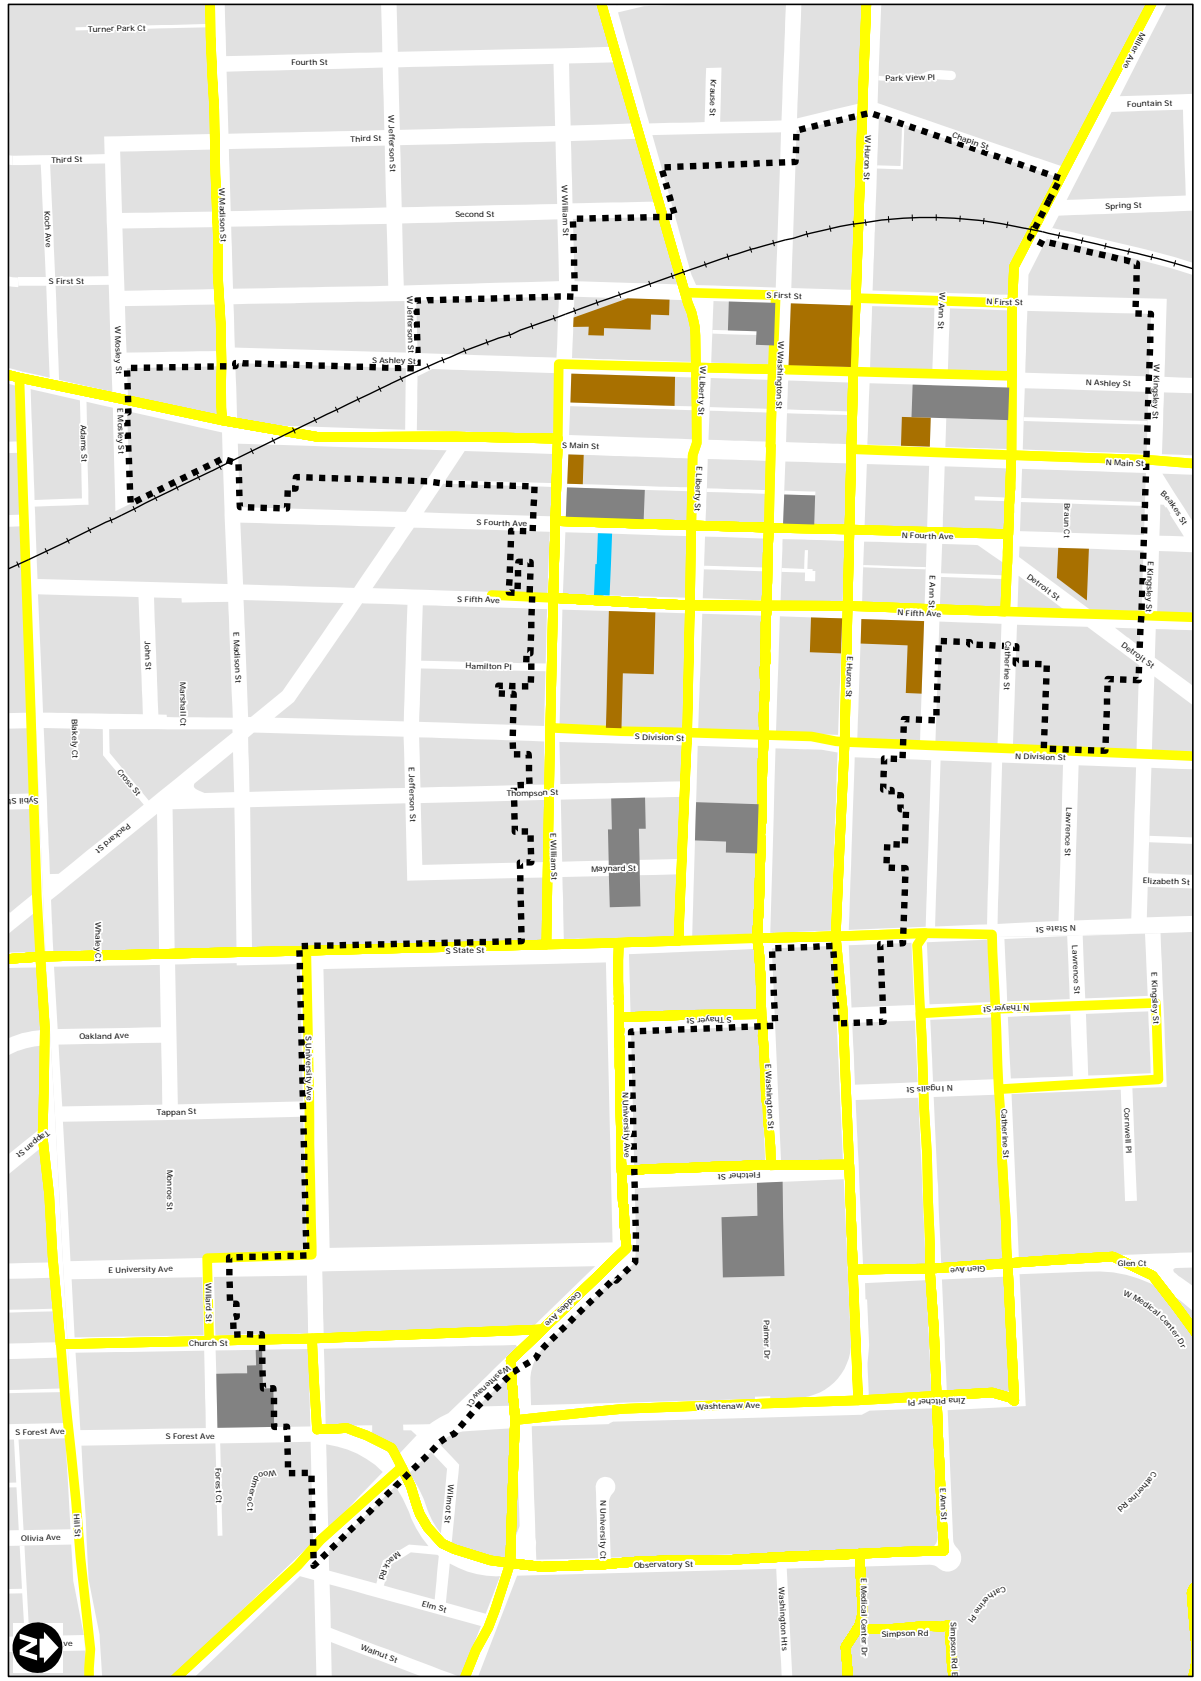 Turner Park Ct
Fourth St
Krause St
Park View Pl
Miller Ave
Fountain St
W Jefferson St
Third St
W Huron St
Chapin St
Third St
Koch Ave
W Madison St
Second St
W William St
Spring St
S First St
W Mosley St
W Jefferson St
S First St
W Ann St
N First St
S Ashley St
W Liberty St
W Washington St
N Ashley St
W Kingsley St
Adams St
E Mosley St
S Main St
N Main St
E Liberty St
S Fourth Ave
N Fourth Ave
Braun Ct
Beakes St
S Fifth Ave
N Fifth Ave
E Ann St
Detroit St
E Kingsley St
John St
E Madison St
Hamilton Pl
E Huron St
Catherine St
Detroit St
Marshall Ct
Blakely Ct
S Division St
N Division St
Cross St
E Jefferson St
Thompson St
Sybil St
Packard St
E William St
Maynard St
Lawrence St
Elizabeth St
Whaley Ct
S State St
N State St
Lawrence St
E Kingsley St
Oakland Ave
S University Ave
S Thayer St
N Thayer St
E Washington St
Tappan St
N University Ave
N Ingalls St
Catherine St
Cornwell Pl
Tappan St
Monroe St
Fletcher St
E University Ave
Willard St
Geddes Ave
Glen Ave
Glen Ct
W Medical Center Dr
Church St
Palmer Dr
Washtenaw Ct
Washtenaw Ave
Zina Pitcher Pl
S Forest Ave
S Forest Ave
Forest Ct
Woodmere Ct
Wilmot St
N University Ct
E Ann St
Catherine Rd
Hill St
Olivia Ave
Mack Rd
Observatory St
Elm St
Washington Hts
E Medical Center Dr
Catherine Pl
Simpson Rd
Simpson Rd E
Walnut St
N
ve